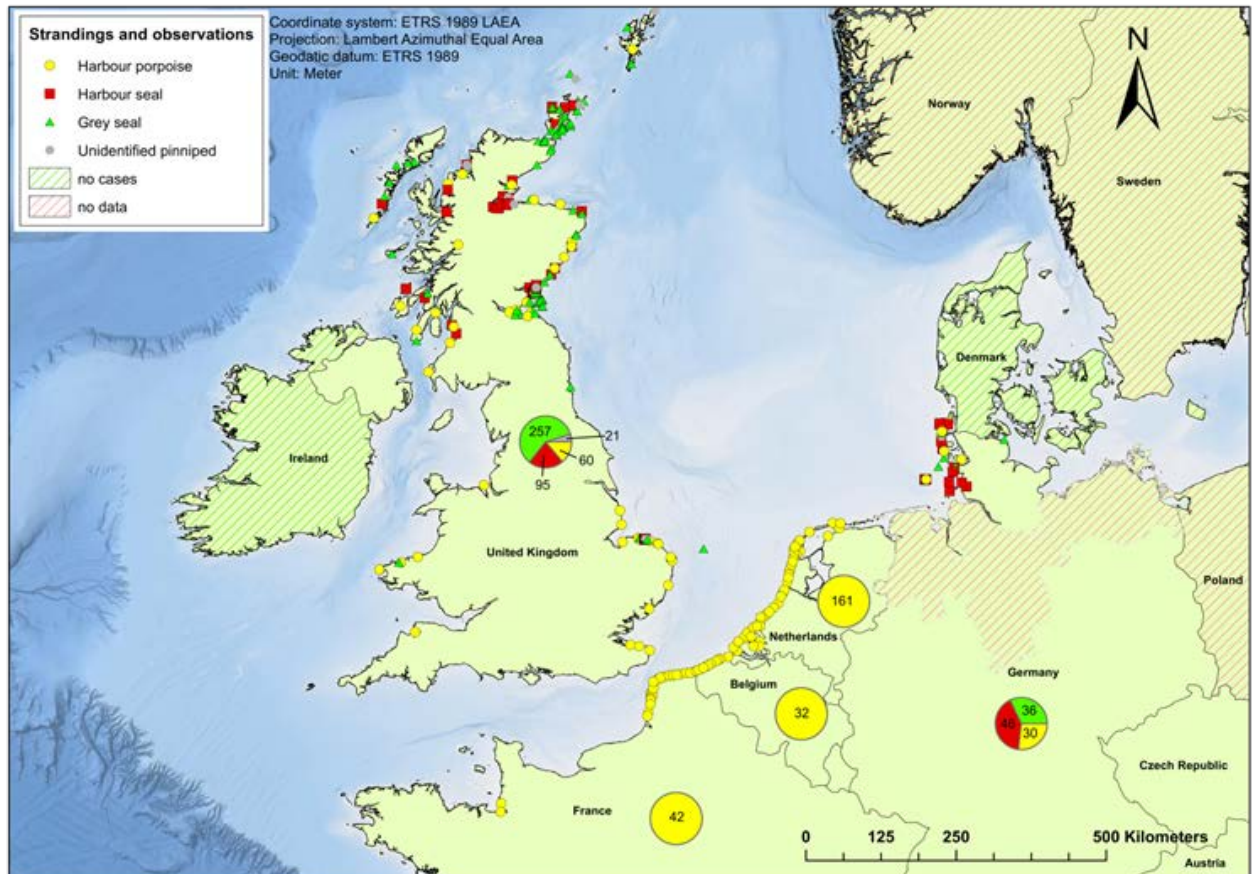 Strandings and observations
Harbour porpoise
Harbour seal
Grey seal
Unidentified pinniped
no cases
no data
Coordinate system: ETRS 1989 LAEA
Projection: Lambert Azimuthal Equal Area
Geodatic datum: ETRS 1989
Unit: Meter
N
Norway
Sweden
Denmark
Ireland
257
21
60
95
United Kingdom
161
Netherlands
Poland
Belgium
Germany
32
36
46
30
Czech Republic
France
42
0 125 250 500 Kilometers
Austria